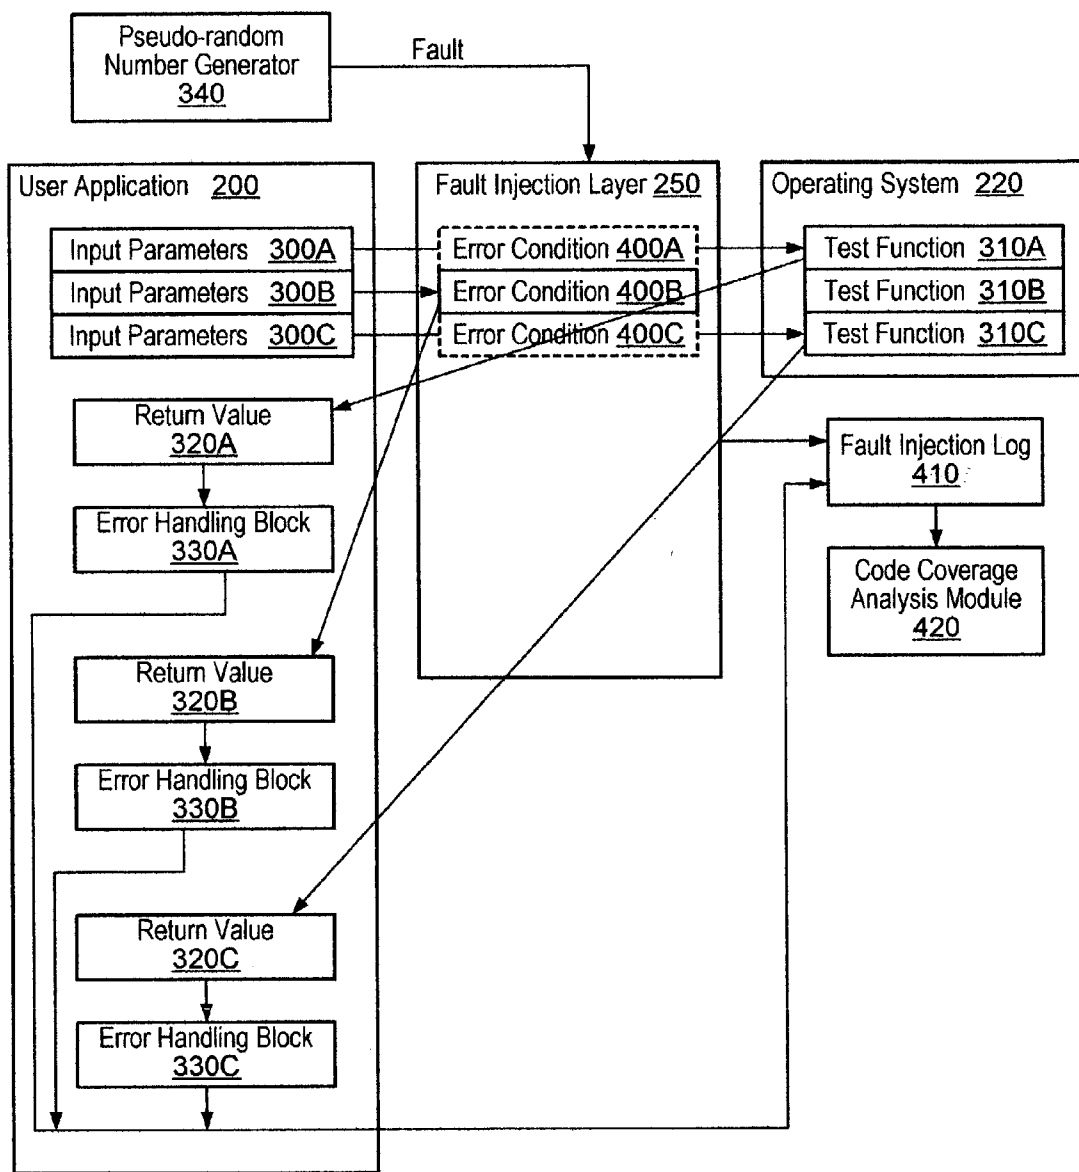 Pseudo-random
Number Generator
340
Fault
User Application 200
Input Parameters 300A
Input Parameters 300B
Input Parameters 300C
Return Value
320A
Error Handling Block
330A
Return Value
320B
Error Handling Block
330B
Return Value
320C
Error Handling Block
330C
Fault Injection Layer 250
Error Condition 400A
Error Condition 400B
Error Condition 400C
Operating System 220
Test Function 310A
Test Function 310B
Test Function 310C
Fault Injection Log
410
Code Coverage
Analysis Module
420